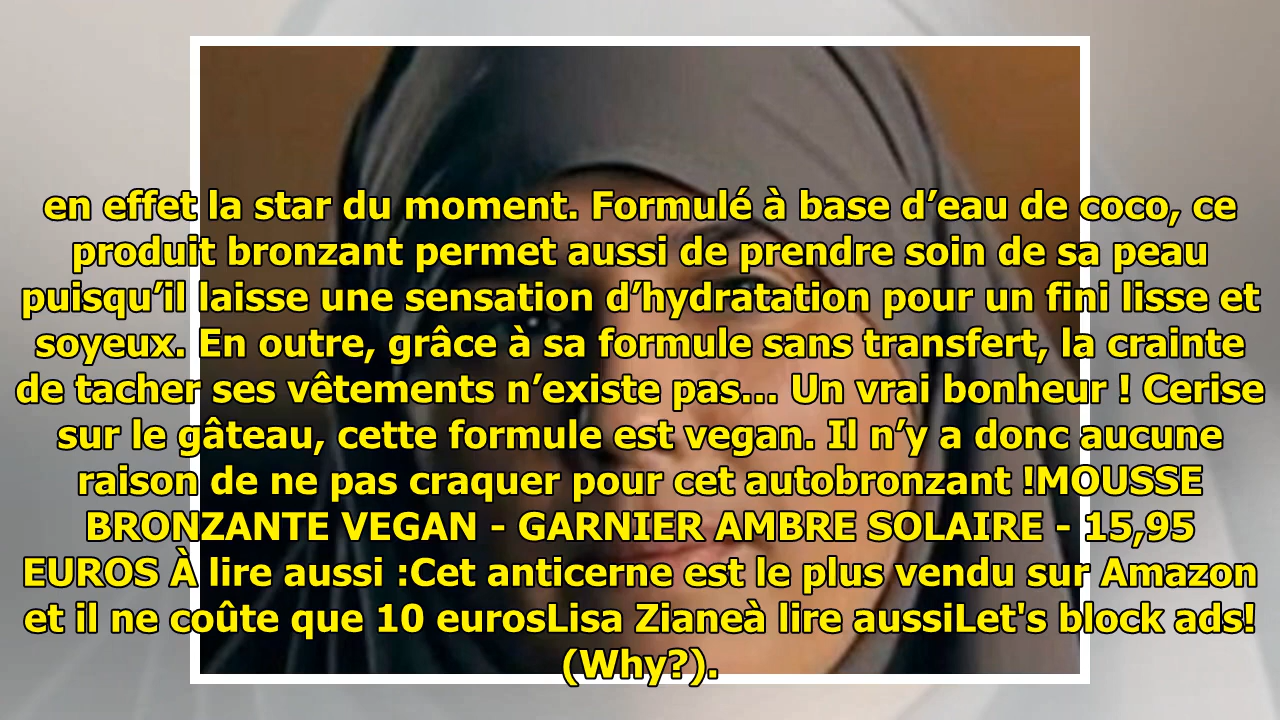 en effet la star du moment. Formulé à base d’eau de coco, ce
produit bronzant permet aussi de prendre soin de sa peau
puisqu’il laisse une sensation d’hydratation pour un fini lisse et
soyeux. En outre, grâce à sa formule sans transfert, la crainte
de tacher ses vêtements n’existe pas… Un vrai bonheur ! Cerise
sur le gâteau, cette formule est vegan. Il n’y a donc aucune
raison de ne pas craquer pour cet autobronzant !MOUSSE
BRONZANTE VEGAN - GARNIER AMBRE SOLAIRE - 15,95
EUROS À lire aussi :Cet anticerne est le plus vendu sur Amazon
et il ne coûte que 10 eurosLisa Zianeà lire aussiLet's block ads!
(Why?).